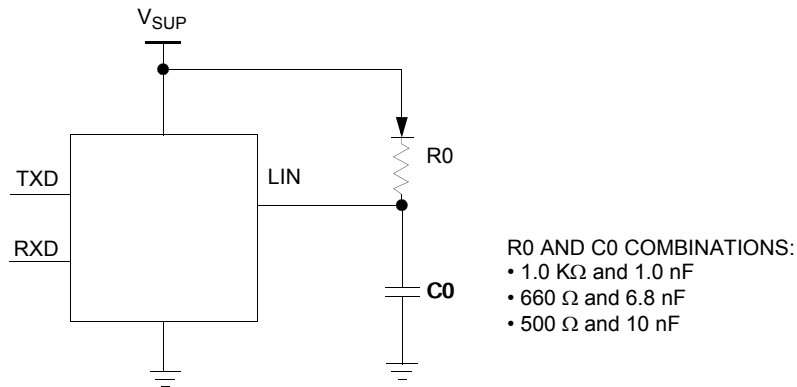 VSUP
TXD
LIN
R0
RXD
C0
R0 AND C0 COMBINATIONS:
• 1.0 KΩ and 1.0 nF
• 660 Ω and 6.8 nF
• 500 Ω and 10 nF